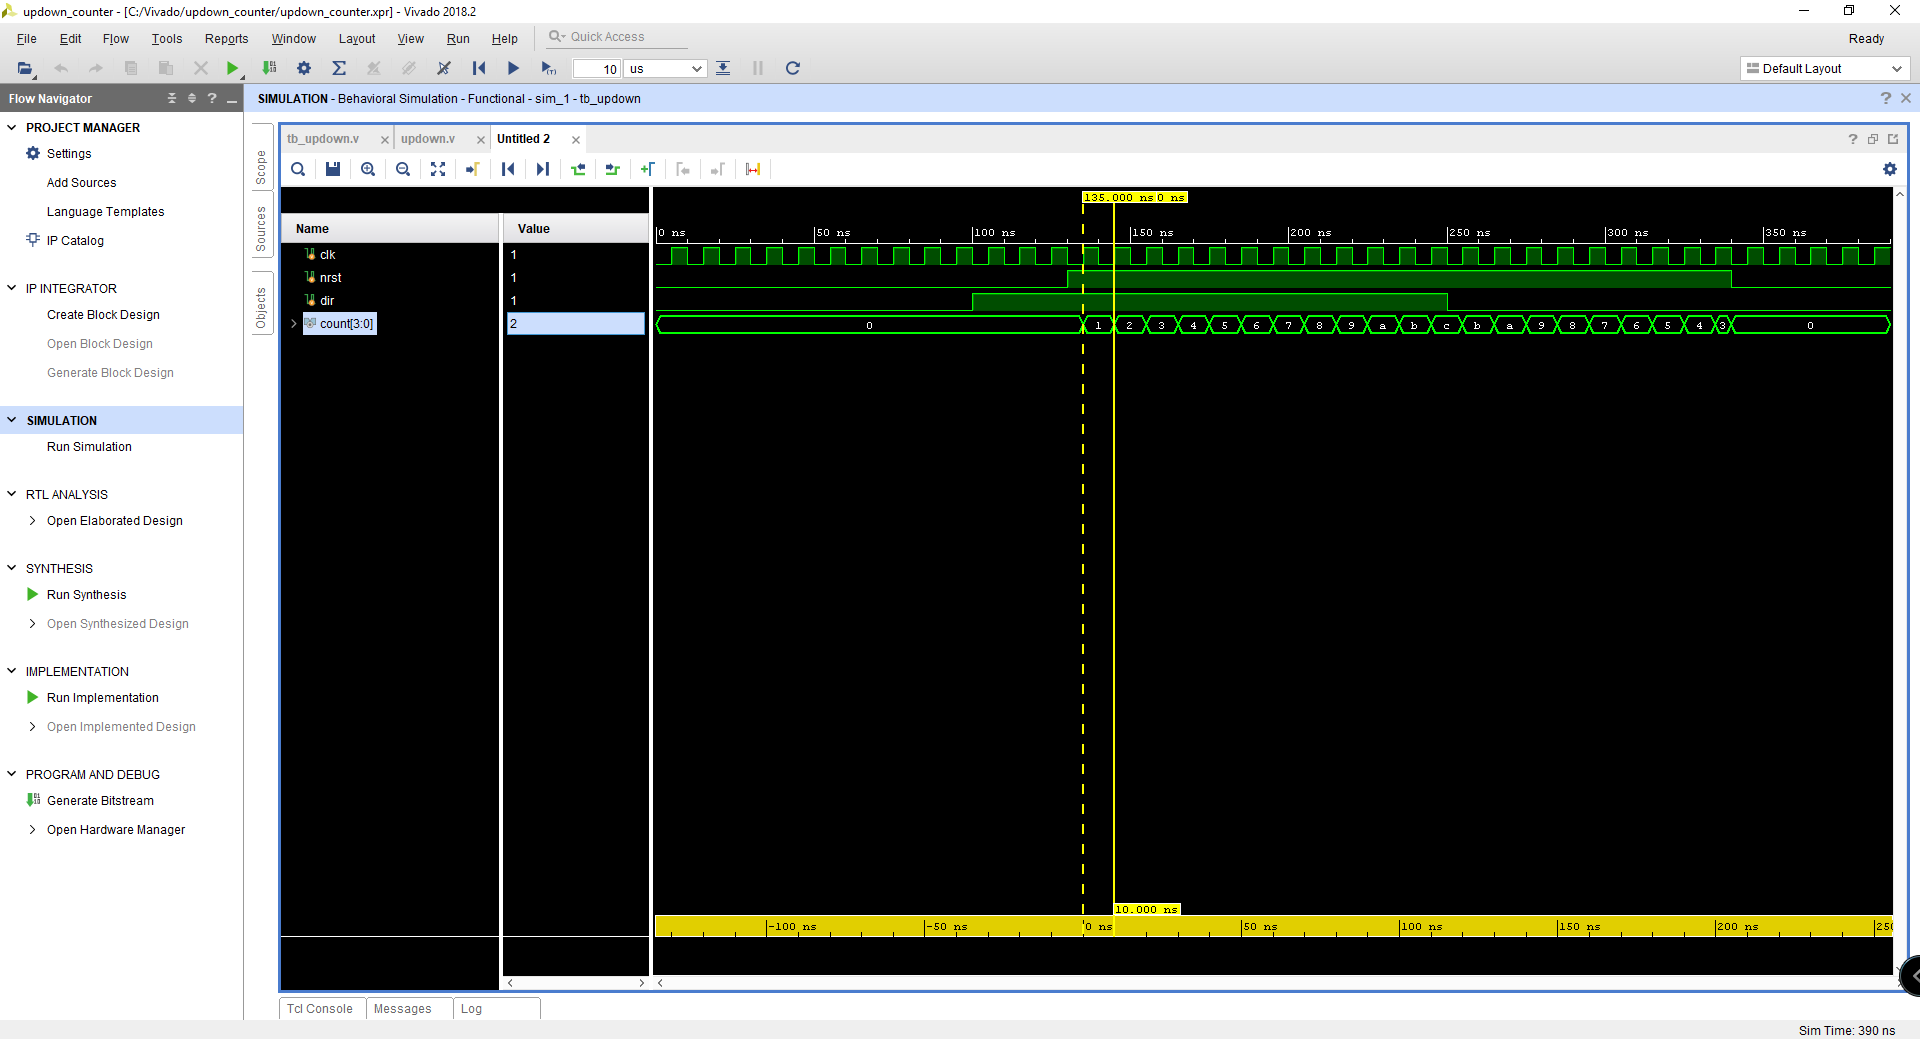 updown_counter - [C:/Vivado/updown_counter/updown_counter.xpr] - Vivado 2018.2
File Edit Flow Tools Reports Window Layout View Run Help Quick Access Ready
10 us Default Layout
Flow Navigator
SIMULATION - Behavioral Simulation - Functional - sim_1 - tb_updown
PROJECT MANAGER
Settings
Add Sources
Language Templates
IP Catalog
IP INTEGRATOR
Create Block Design
Open Block Design
Generate Block Design
SIMULATION
Run Simulation
RTL ANALYSIS
Open Elaborated Design
SYNTHESIS
Run Synthesis
Open Synthesized Design
IMPLEMENTATION
Run Implementation
Open Implemented Design
PROGRAM AND DEBUG
Generate Bitstream
Open Hardware Manager
Scope
Sources
Objects
tb_updown.v updown.v Untitled 2
135.000 ns 0 ns
Name Value
0 ns 50 ns 100 ns 150 ns 200 ns 250 ns 300 ns 350 ns
clk 1
nrst 1
dir 1
count[3:0] 2
0 1 2 3 4 5 6 7 8 9 a b c b a 9 8 7 6 5 4 3 0
10.000 ns
-100 ns -50 ns 0 ns 50 ns 100 ns 150 ns 200 ns 250
Tcl Console Messages Log
Sim Time: 390 ns